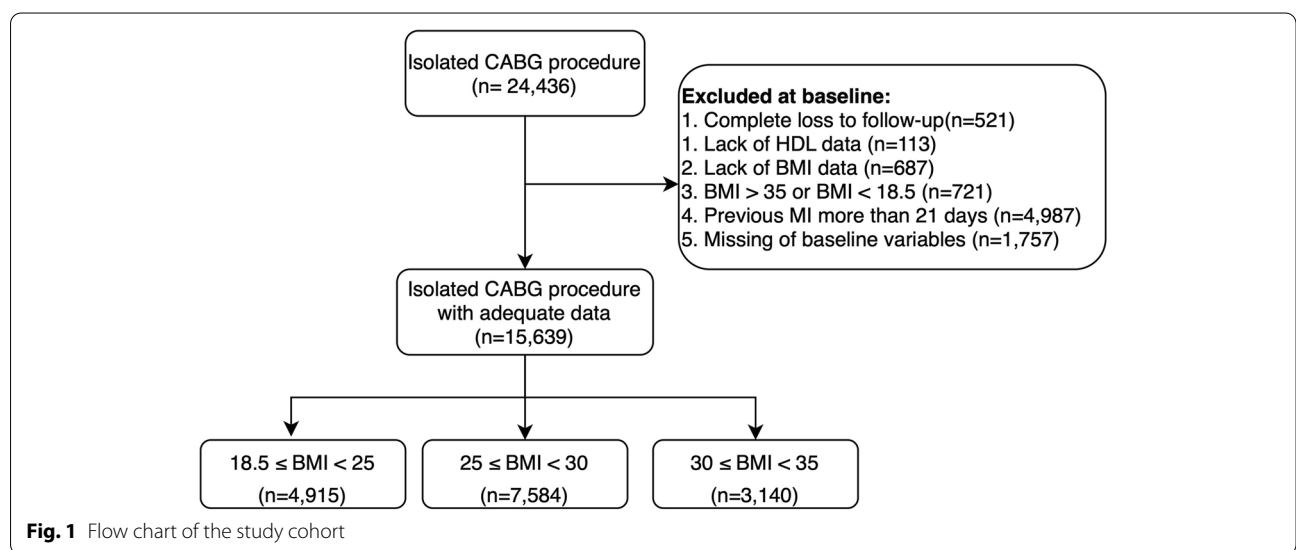 Isolated CABG procedure
(n= 24,436)
Excluded at baseline:
1. Complete loss to follow-up(n=521)
1. Lack of HDL data (n=113)
2. Lack of BMI data (n=687)
3. BMI > 35 or BMI < 18.5 (n=721)
4. Previous MI more than 21 days (n=4,987)
5. Missing of baseline variables (n=1,757)
Isolated CABG procedure
with adequate data
(n=15,639)
18.5 ≤ BMI < 25
(n=4,915)
25 ≤ BMI < 30
(n=7,584)
30 ≤ BMI < 35
(n=3,140)
Fig. 1 Flow chart of the study cohort